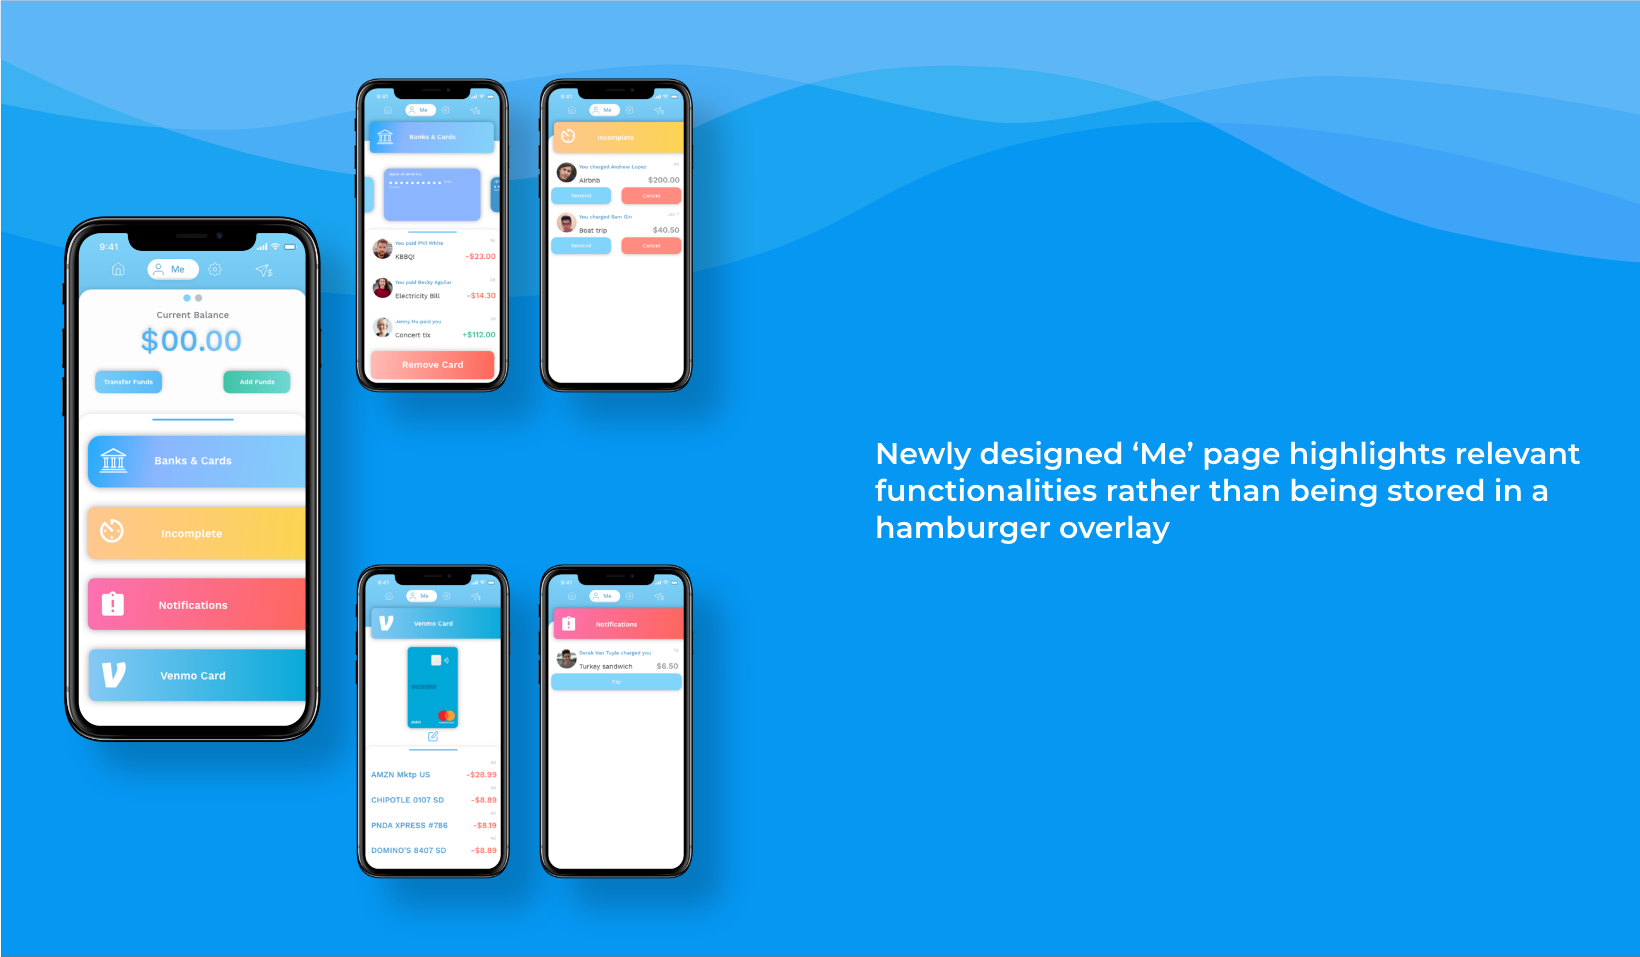 9:41
Me
Current Balance
$00.00
Transfer Funds
Add Funds
Banks & Cards
Incomplete
Notifications
Venmo Card
9:41
Me
Banks & Cards
Bank of America
You paid Phil White
KBBQ!
-$23.00
You paid Becky Aguilar
Electricity Bill
-$14.30
Jenny Hu paid you
Concert tix
+$112.00
Remove Card
9:41
Me
Incomplete
You charged Andrew Lopez
Airbnb
$200.00
Remind
Cancel
You charged Sam Gin
Boat trip
$40.50
Remind
Cancel
Newly designed ‘Me’ page highlights relevant
functionalities rather than being stored in a
hamburger overlay
9:41
Me
Venmo Card
venmo
debit
AMZN Mktp US
-$28.99
CHIPOTLE 0107 SD
-$8.89
PNDA XPRESS #786
-$8.19
DOMINO'S 8407 SD
-$8.89
9:41
Me
Notifications
Derek Van Tuyle charged you
Turkey sandwich
$6.50
Pay